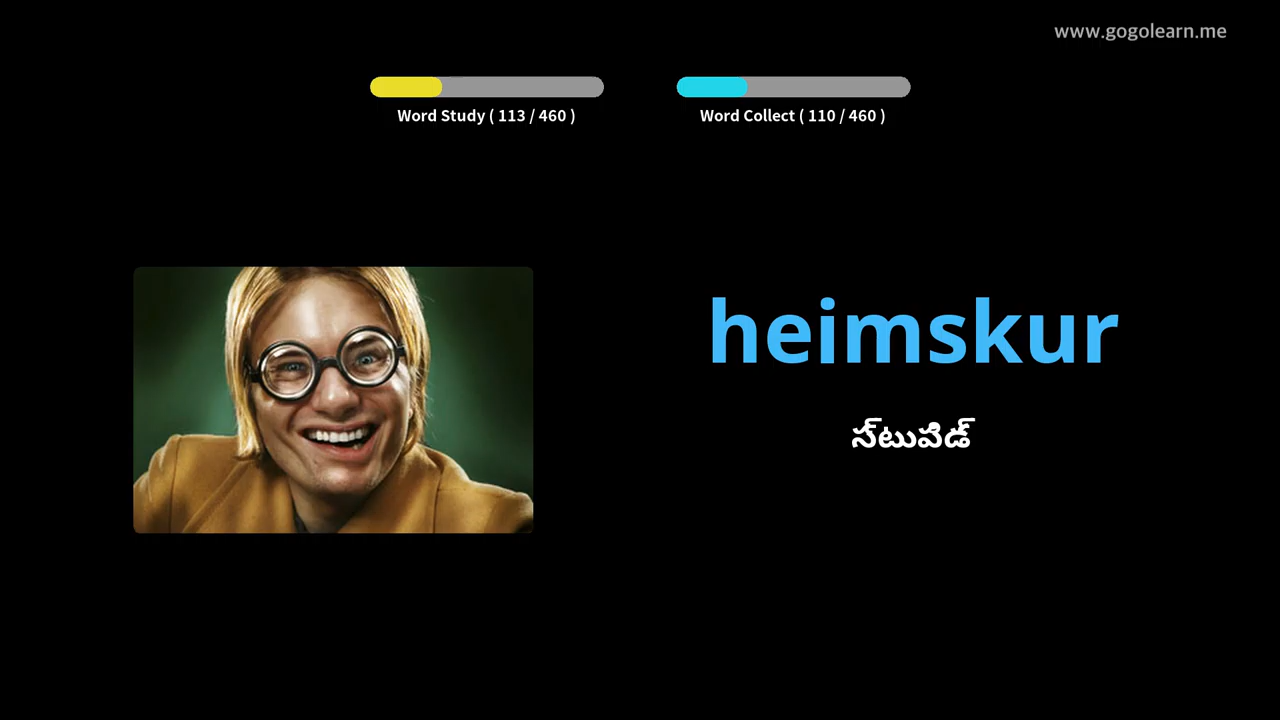 www.gogolearn.me
Word Study ( 113 / 460 )
Word Collect ( 110 / 460 )
heimskur
స్‌టుపిడ్